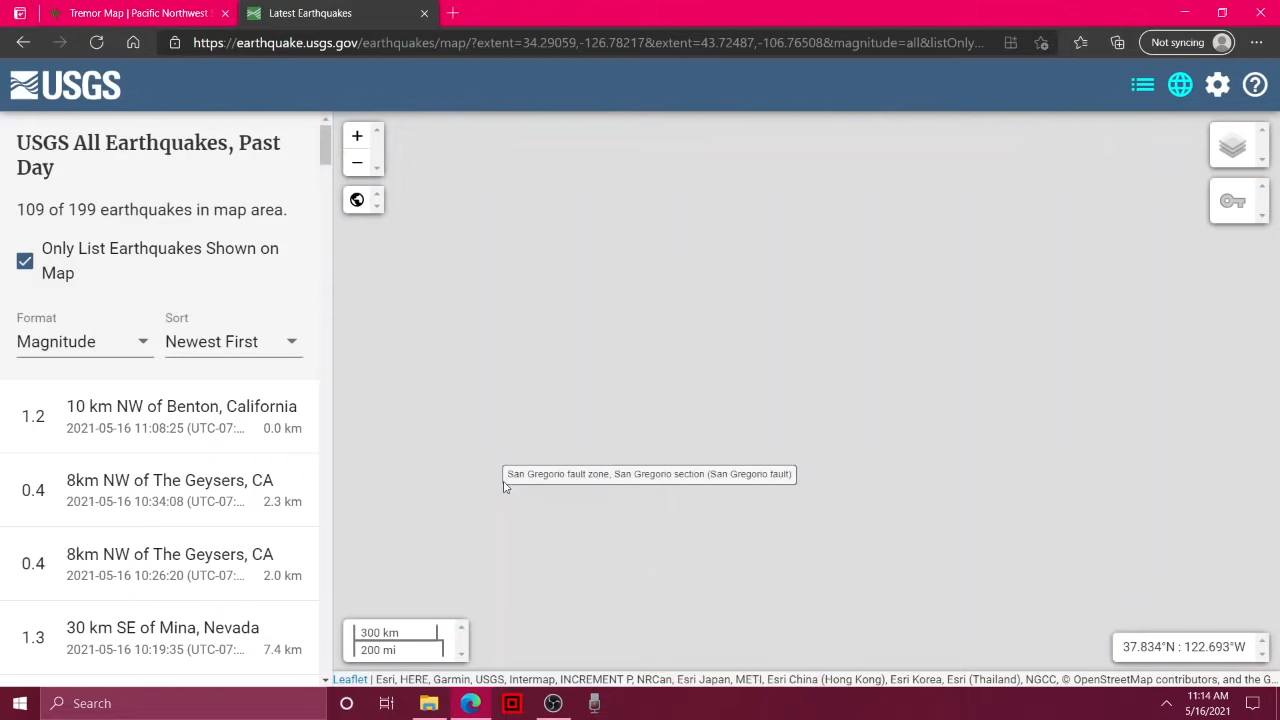 Tremor Map | Pacific Northwest
Latest Earthquakes
https://earthquake.usgs.gov/earthquakes/map/?extent=34.29059,-126.78217&extent=43.72487,-106.76508&magnitude=all&listOnly...
Not syncing
USGS
USGS All Earthquakes, Past
Day
109 of 199 earthquakes in map area.
Only List Earthquakes Shown on
Map
Format
Sort
Magnitude
Newest First
1.2
10 km NW of Benton, California
2021-05-16 11:08:25 (UTC-07:...
0.0 km
0.4
8km NW of The Geysers, CA
2021-05-16 10:34:08 (UTC-07:...
2.3 km
0.4
8km NW of The Geysers, CA
2021-05-16 10:26:20 (UTC-07:...
2.0 km
1.3
30 km SE of Mina, Nevada
2021-05-16 10:19:35 (UTC-07:...
7.4 km
+
−
San Gregorio fault zone, San Gregorio section (San Gregorio fault)
300 km
200 mi
37.834°N : 122.693°W
Leaflet | Esri, HERE, Garmin, USGS, Intermap, INCREMENT P, NRCan, Esri Japan, METI, Esri China (Hong Kong), Esri Korea, Esri (Thailand), NGCC, © OpenStreetMap contributors, and the G...
Search
11:14 AM
5/16/2021